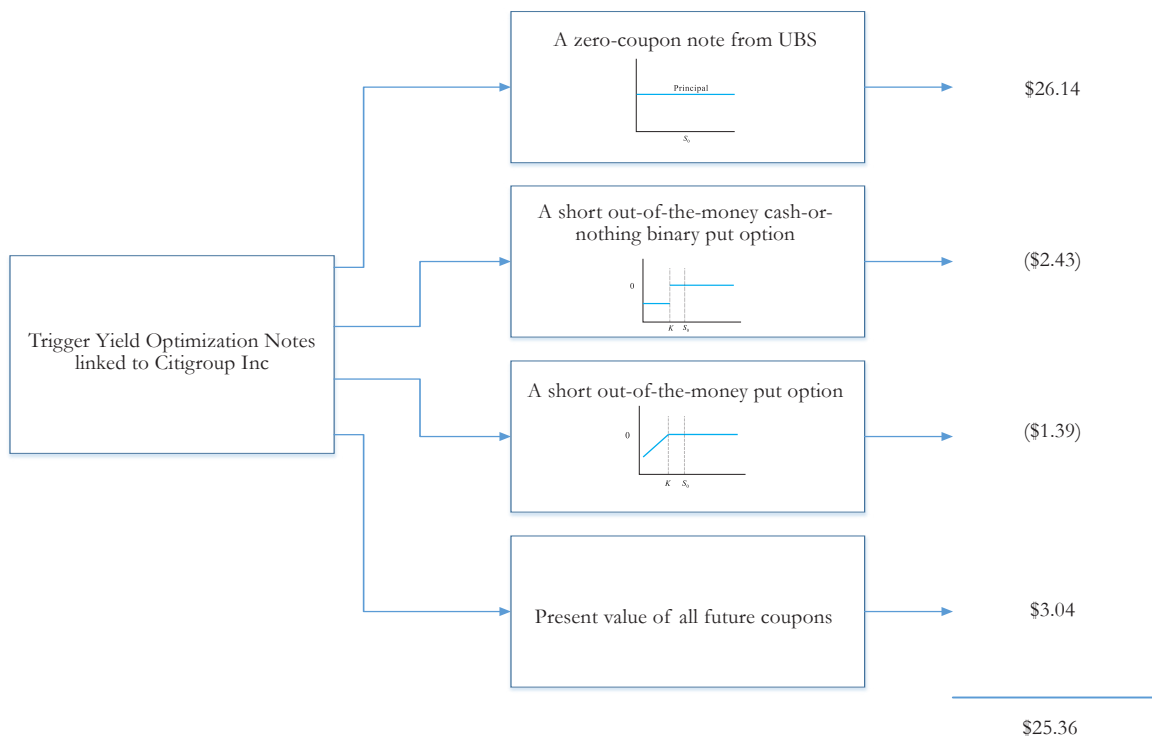 A zero-coupon note from UBS
Principal
S₀
$26.14
A short out-of-the-money cash-or-
nothing binary put option
0
K S₀
($2.43)
Trigger Yield Optimization Notes
linked to Citigroup Inc
A short out-of-the-money put option
0
K S₀
($1.39)
Present value of all future coupons
$3.04
$25.36